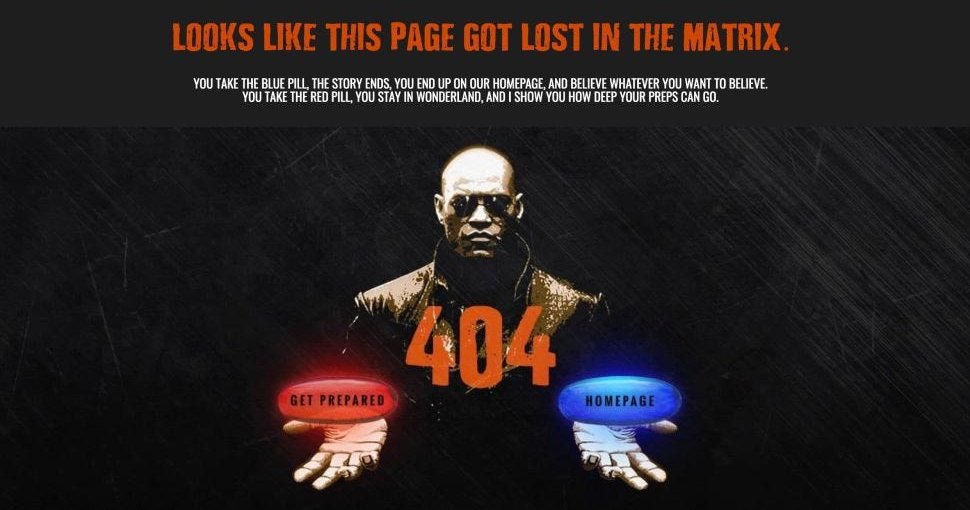 LOOKS LIKE THIS PAGE GOT LOST IN THE MATRIX.
YOU TAKE THE BLUE PILL, THE STORY ENDS, YOU END UP ON OUR HOMEPAGE, AND BELIEVE WHATEVER YOU WANT TO BELIEVE.
YOU TAKE THE RED PILL, YOU STAY IN WONDERLAND, AND I SHOW YOU HOW DEEP YOUR PREPS CAN GO.
404
GET PREPARED
HOMEPAGE